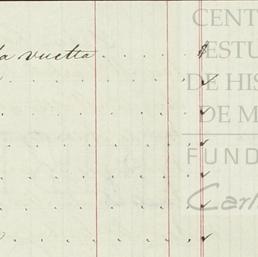 la vuelta . . . . . . $
CENT
ESTU
DE HIS
DE M
FUND
Carl